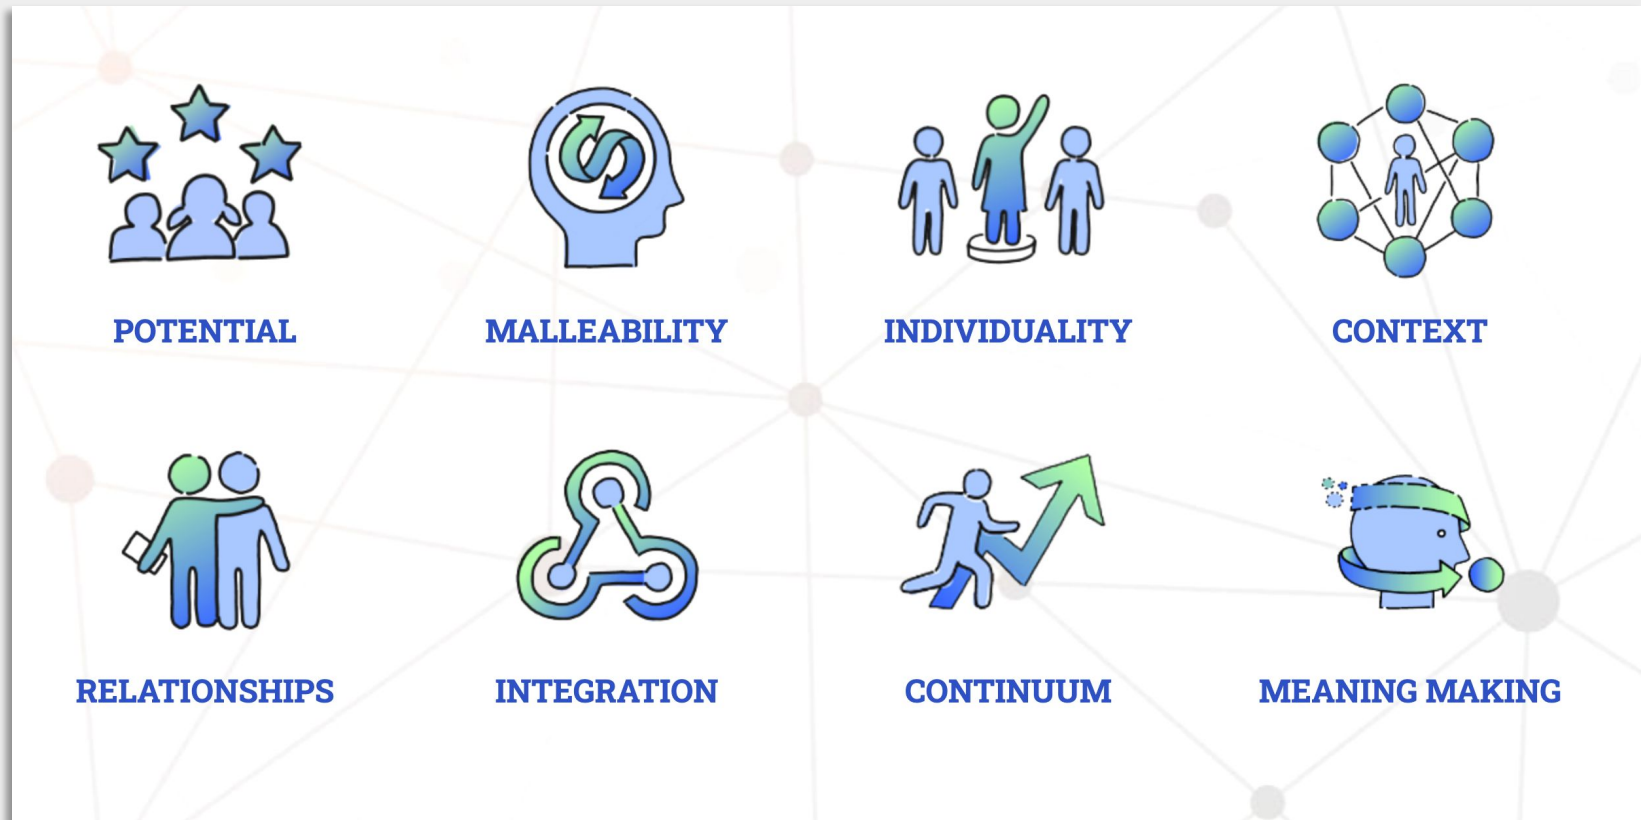 POTENTIAL
MALLEABILITY
INDIVIDUALITY
CONTEXT
RELATIONSHIPS
INTEGRATION
CONTINUUM
MEANING MAKING